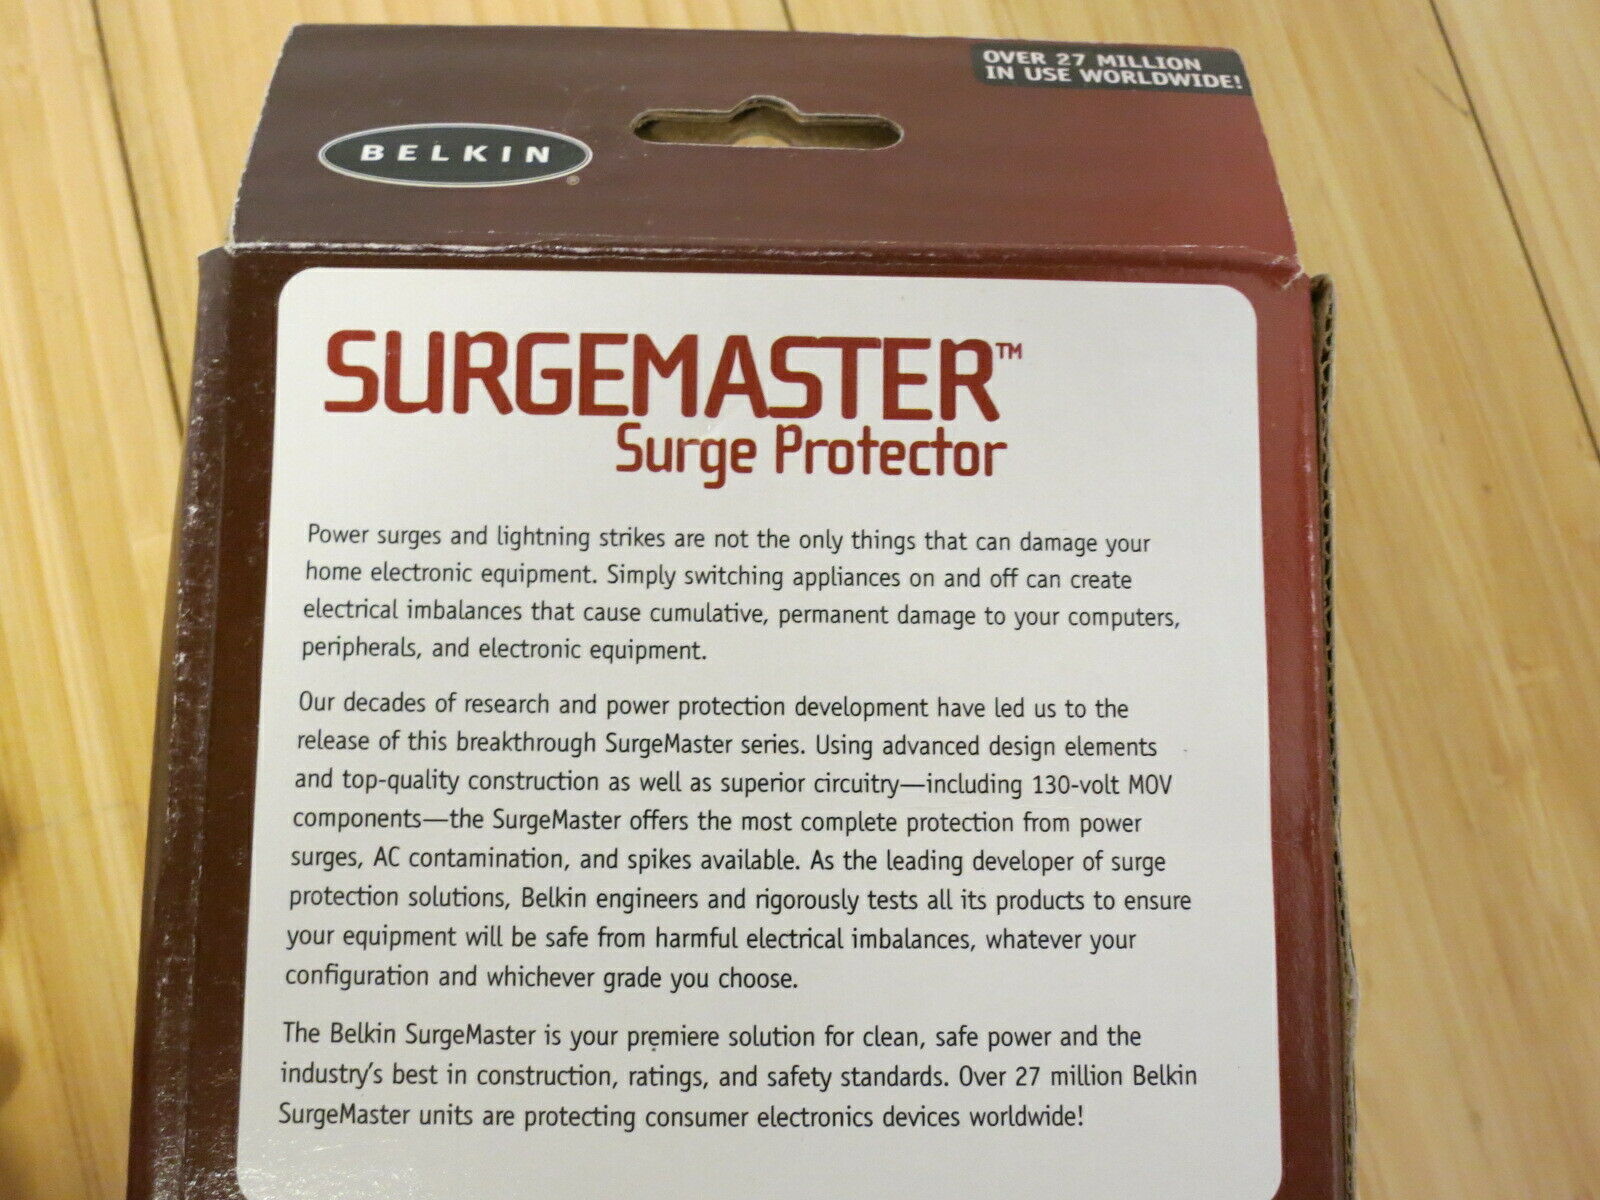 OVER 27 MILLION
IN USE WORLDWIDE!
BELKIN®
SURGEMASTER™
Surge Protector
Power surges and lightning strikes are not the only things that can damage your
home electronic equipment. Simply switching appliances on and off can create
electrical imbalances that cause cumulative, permanent damage to your computers,
peripherals, and electronic equipment.
Our decades of research and power protection development have led us to the
release of this breakthrough SurgeMaster series. Using advanced design elements
and top-quality construction as well as superior circuitry—including 130-volt MOV
components—the SurgeMaster offers the most complete protection from power
surges, AC contamination, and spikes available. As the leading developer of surge
protection solutions, Belkin engineers and rigorously tests all its products to ensure
your equipment will be safe from harmful electrical imbalances, whatever your
configuration and whichever grade you choose.
The Belkin SurgeMaster is your premiere solution for clean, safe power and the
industry's best in construction, ratings, and safety standards. Over 27 million Belkin
SurgeMaster units are protecting consumer electronics devices worldwide!